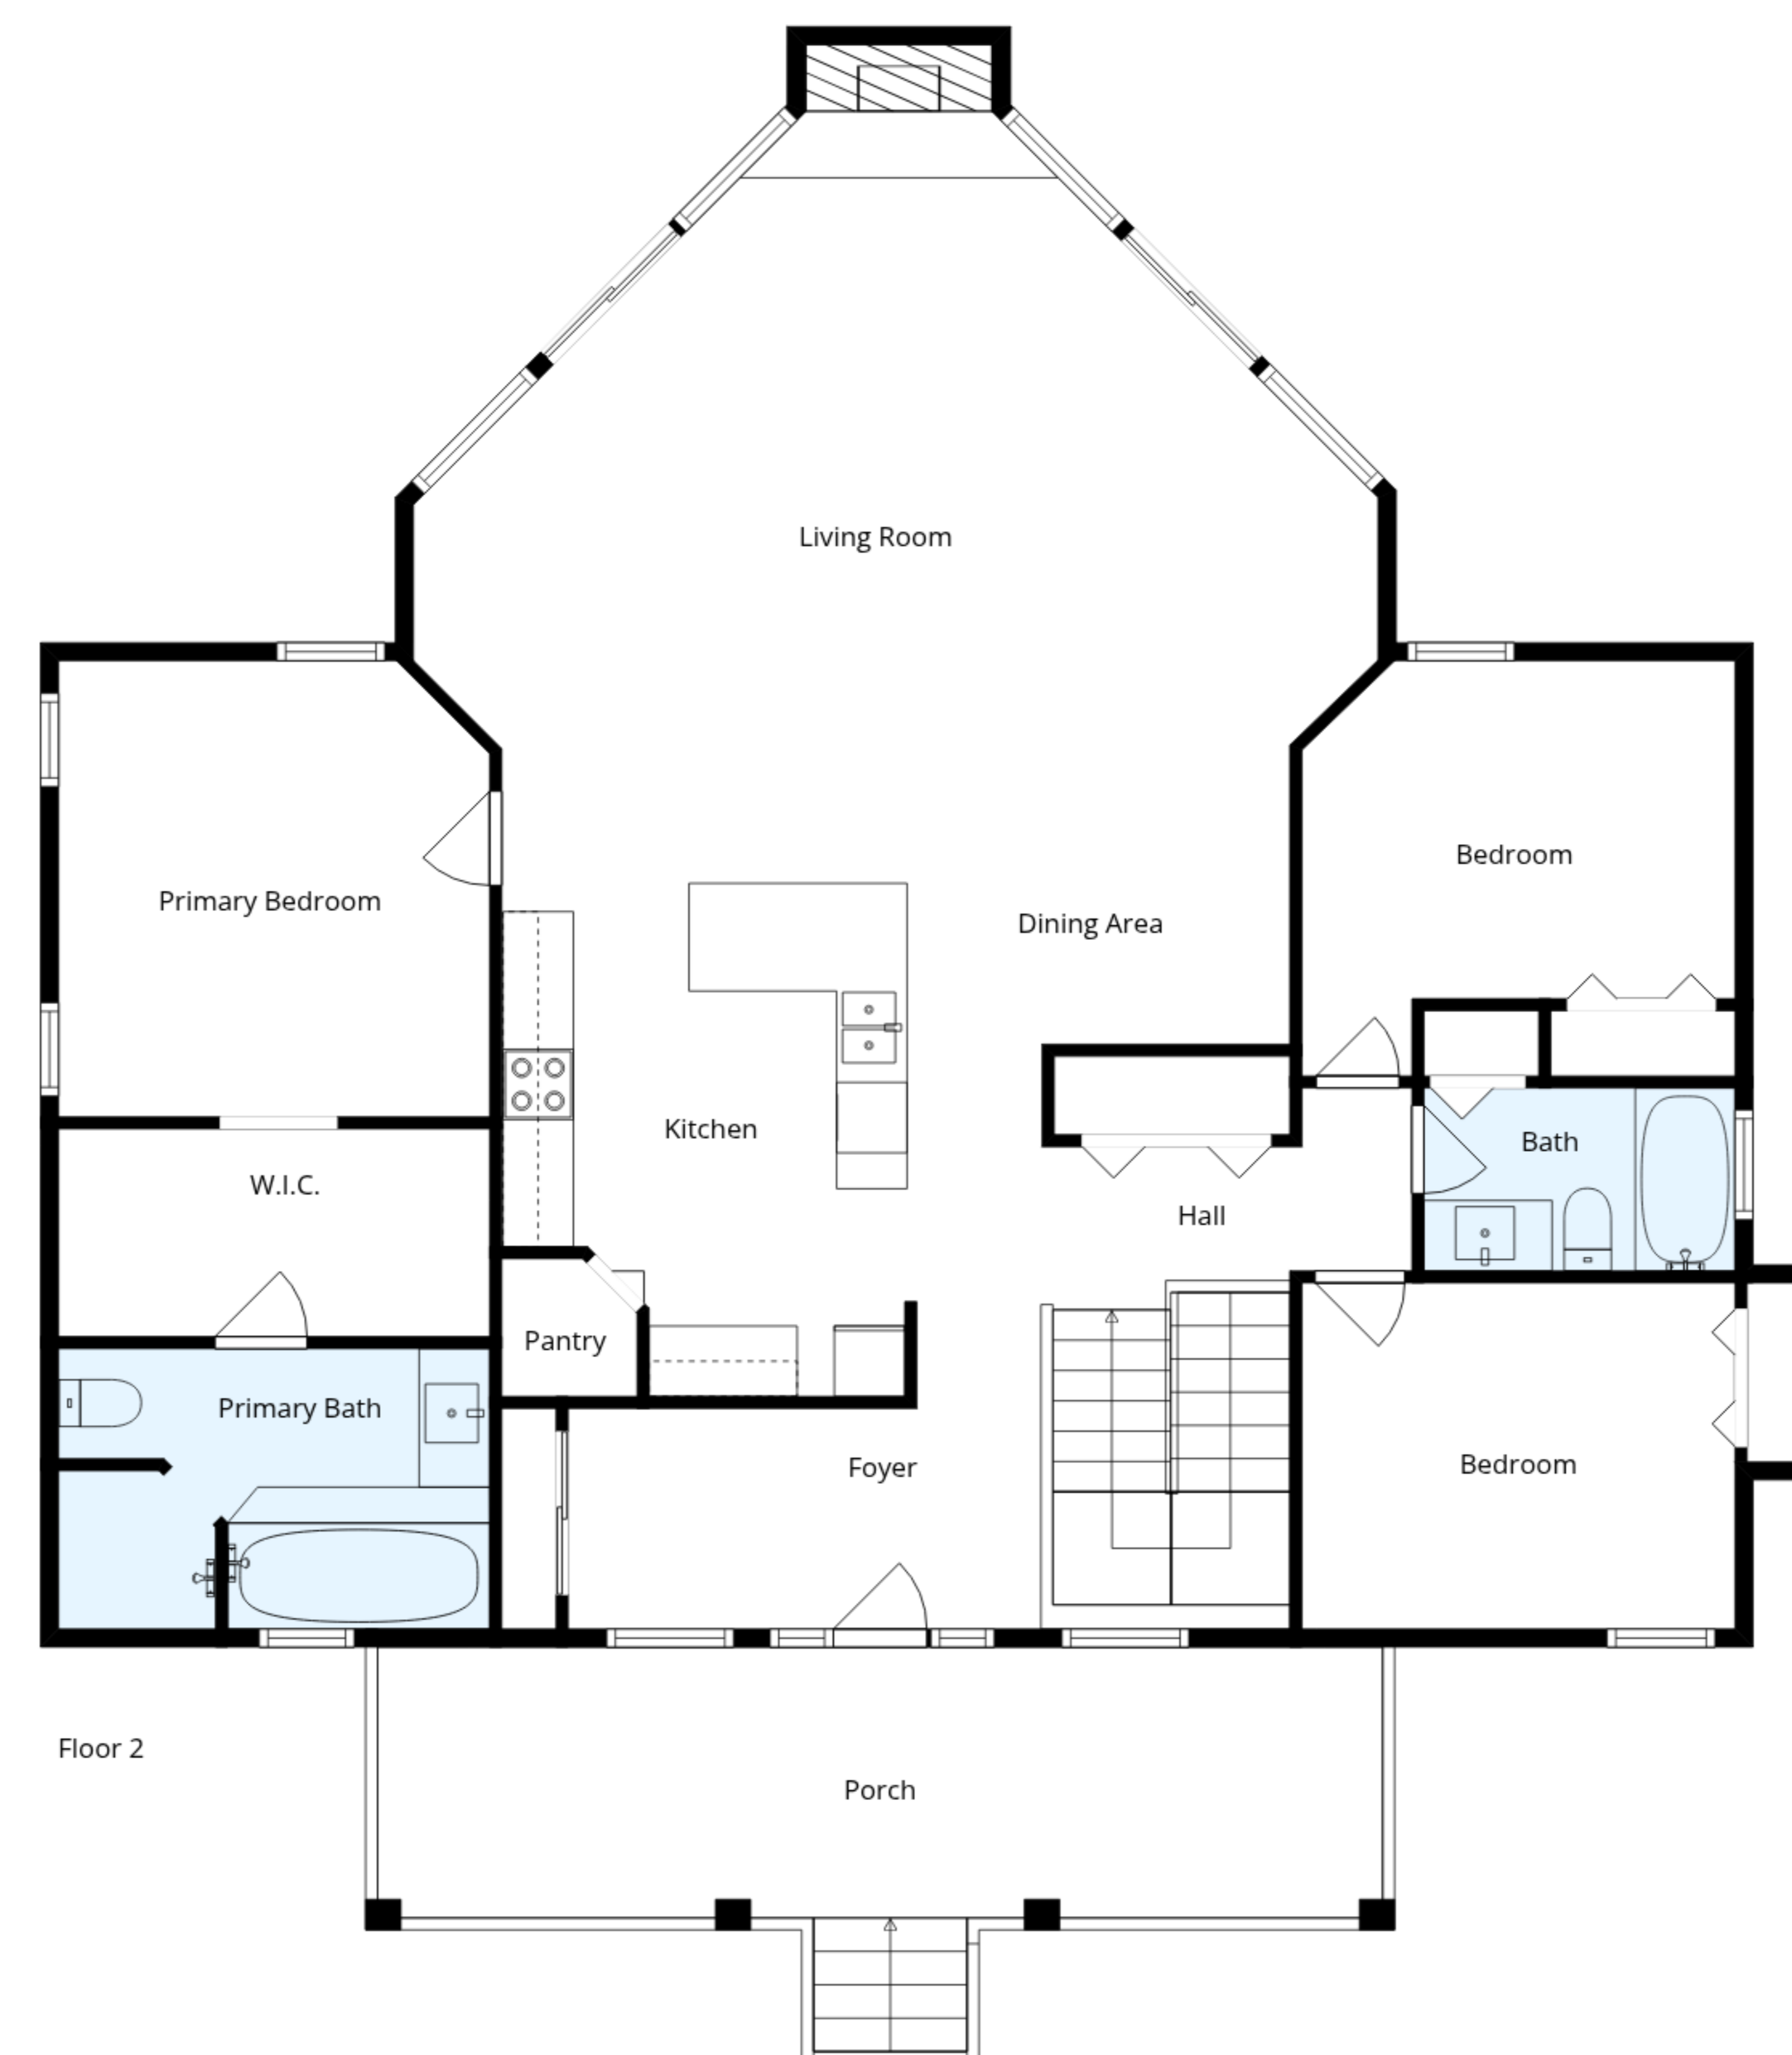 Living Room
Bedroom
Primary Bedroom
Dining Area
Kitchen
Bath
W.I.C.
Hall
Pantry
Primary Bath
Foyer
Bedroom
Floor 2
Porch